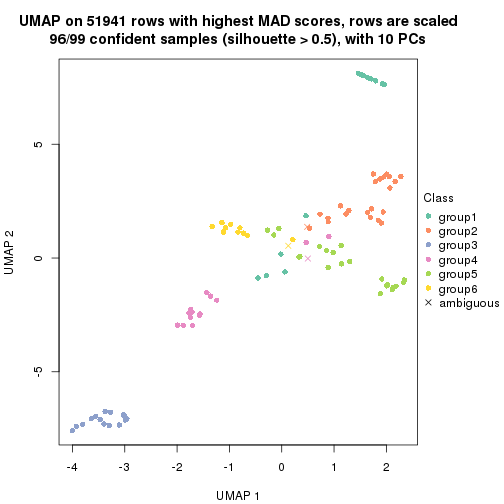 UMAP on 51941 rows with highest MAD scores, rows are scaled
96/99 confident samples (silhouette > 0.5), with 10 PCs
5
0
-5
UMAP 2
-4 -3 -2 -1 0 1 2
UMAP 1
Class
group1
group2
group3
group4
group5
group6
ambiguous